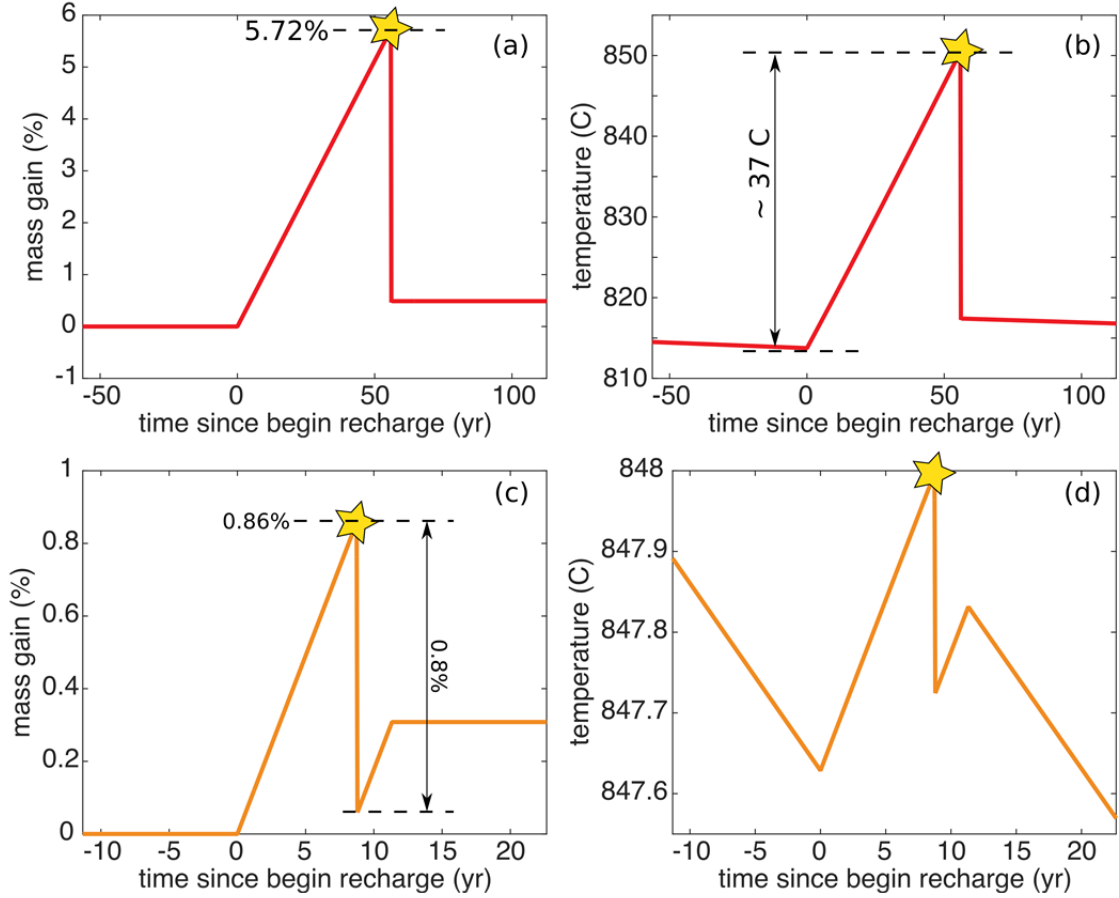 (a)
5.72%
6
5
4
3
2
1
0
-1
mass gain (%)
-50 0 50 100
time since begin recharge (yr)
(b)
~ 37 C
850
840
830
820
810
temperature (C)
-50 0 50 100
time since begin recharge (yr)
(c)
0.86%
0.8%
1
0.8
0.6
0.4
0.2
0
mass gain (%)
-10 -5 0 5 10 15 20
time since begin recharge (yr)
(d)
848
847.9
847.8
847.7
847.6
temperature (C)
-10 -5 0 5 10 15 20
time since begin recharge (yr)